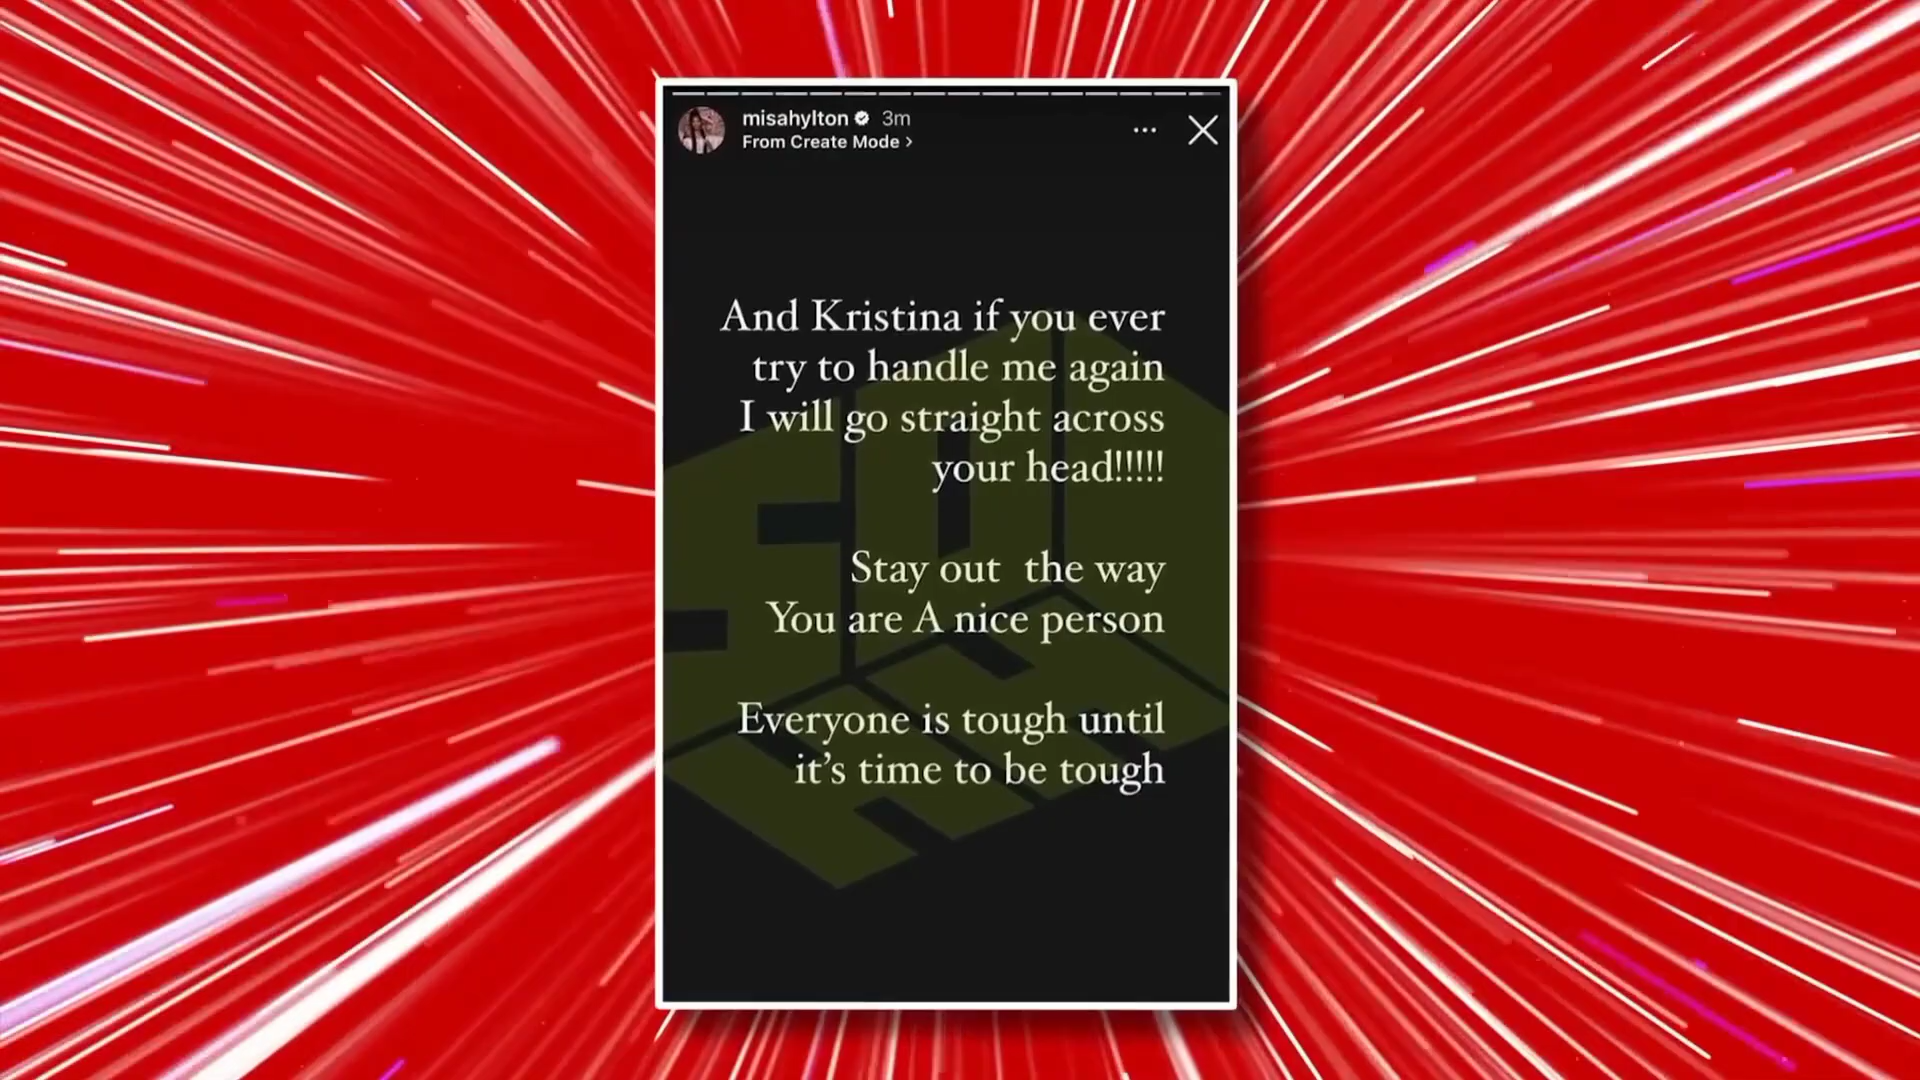 misahylton 3m
From Create Mode >
And Kristina if you ever
try to handle me again
I will go straight across
your head!!!!!
Stay out  the way
You are A nice person
Everyone is tough until
it's time to be tough